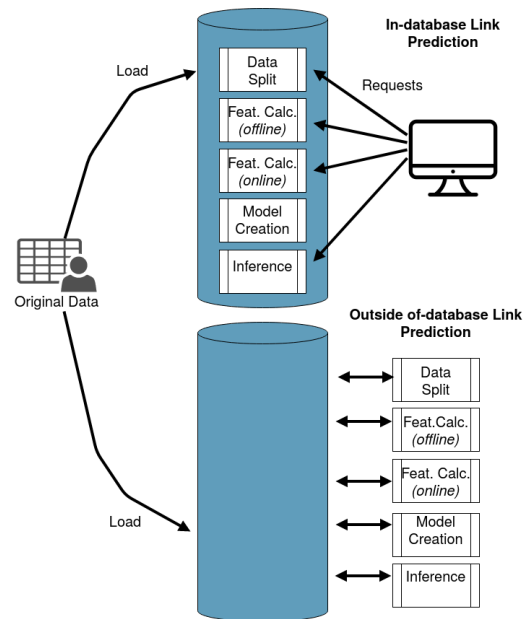 In-database Link
Prediction
Load
Data
Split
Requests
Feat. Calc.
(offline)
Feat. Calc.
(online)
Model
Creation
Inference
Original Data
Outside of-database Link
Prediction
Data
Split
Feat.Calc.
(offline)
Feat. Calc.
(online)
Load
Model
Creation
Inference